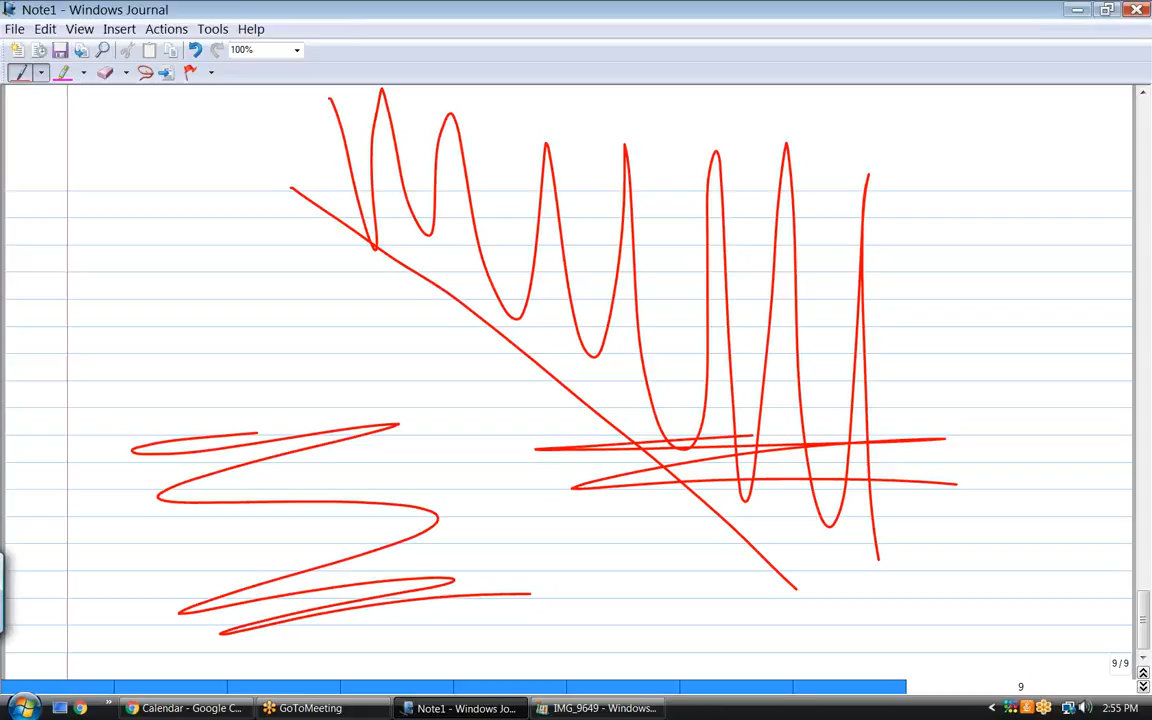 Note1 - Windows Journal
File Edit View Insert Actions Tools Help
100%
9/9
9
Calendar - Google C... GoToMeeting Note1 - Windows Jo... IMG_9649 - Windows... 2:55 PM